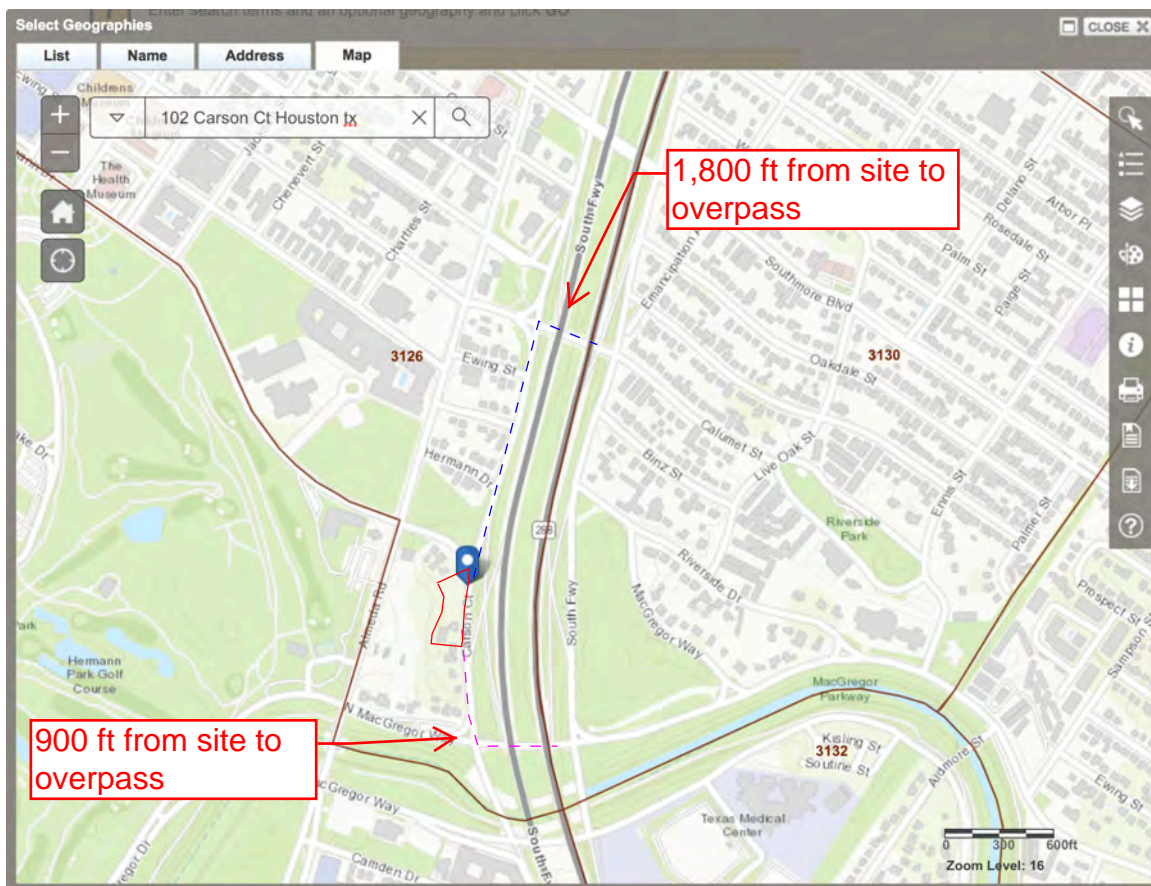 Enter search terms and an optional geography and click GO
Select Geographies
CLOSE X
List
Name
Address
Map
Childrens
The
Health
Museum
102 Carson Ct Houston tx
Chenevert St
Charles St
South Fwy
1,800 ft from site to
overpass
Delano St
Arbor Pl
Rosedale St
Palm St
Paige St
Southmore Blvd
3126
3130
Ewing St
Oakdale St
Hermann Dr
Calumet St
Binz St
Live Oak St
Ennis St
Palmer St
288
Riverside
Park
Riverside Dr
MacGregor Way
South Fwy
Almeda Rd
Carson Ct
Prospect St
Hermann
Park Golf
Course
MacGregor
Parkway
N MacGregor Way
900 ft from site to
overpass
Kisling St
3132
Soutine St
Ardmore St
Ewing St
Texas Medical
Center
Camden Dr
0 300 600ft
Zoom Level: 16